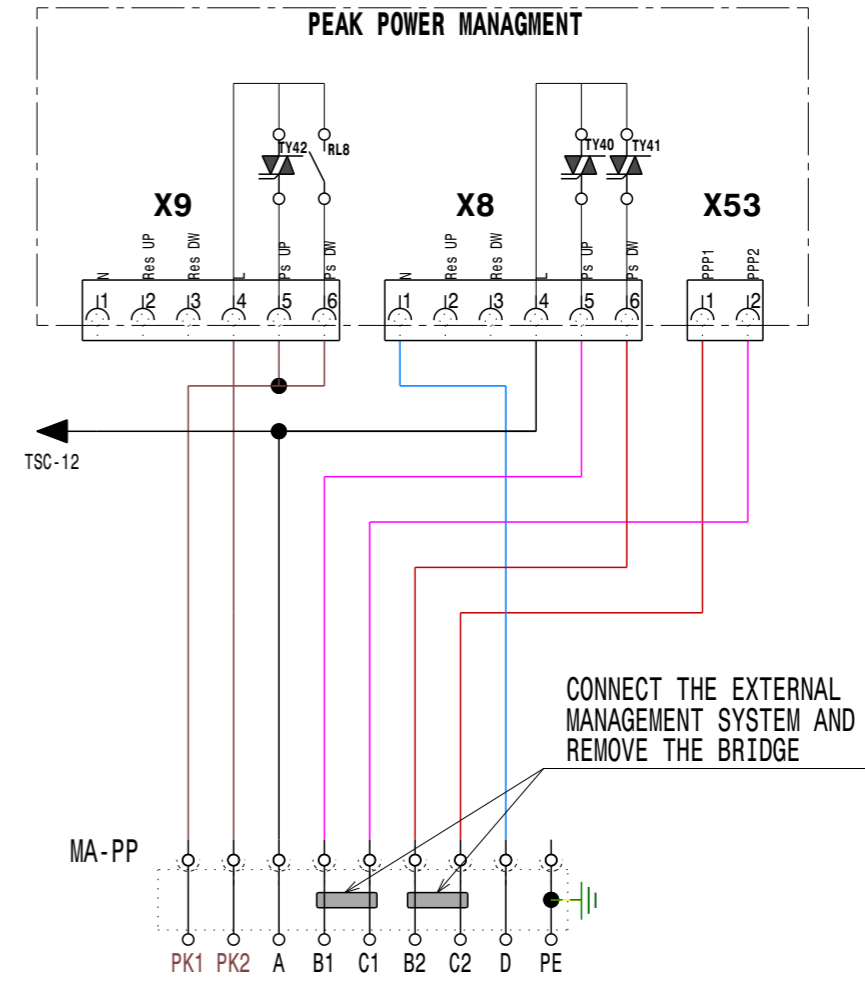 PEAK POWER MANAGMENT
TY42
RL8
TY40
TY41
X9
X8
X53
N
Res UP
Res DW
L
Ps UP
Ps DW
N
Res UP
Res DW
L
Ps UP
Ps DW
PPP1
PPP2
1 2 3 4 5 6
1 2 3 4 5 6
1 2
TSC-12
CONNECT THE EXTERNAL
MANAGEMENT SYSTEM AND
REMOVE THE BRIDGE
MA-PP
PK1 PK2 A B1 C1 B2 C2 D PE